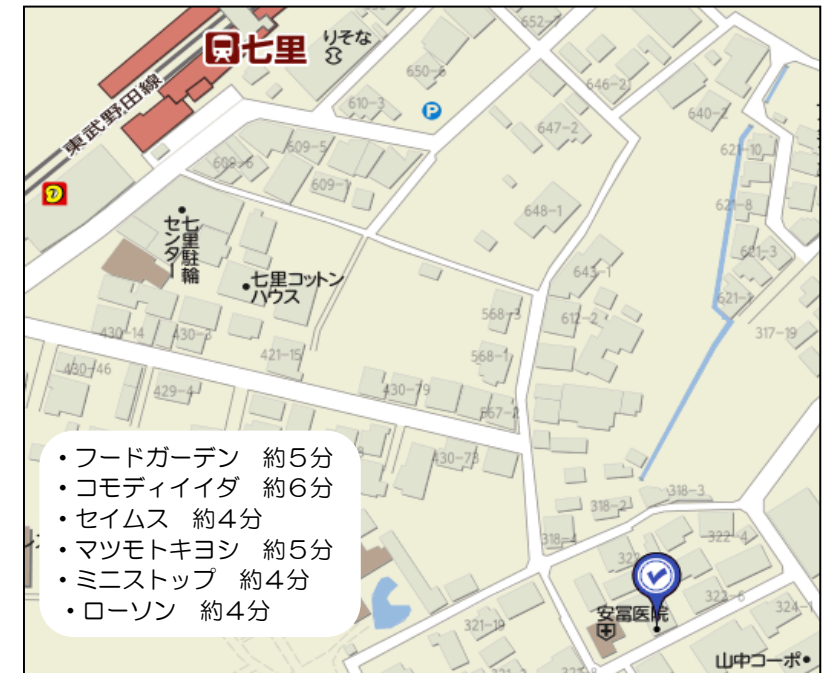 七里
りそな
東武野田線
652-7
650-6
646-21
610-3
P
640-2
647-2
609-5
609-6
609-1
621-10
621-8
648-1
621-3
七里駐輪
センター
七里コットン
ハウス
643-1
621-1
568-3
612-2
317-19
430-14
430-3
421-15
568-1
430-46
429-4
430-79
567-2
・フードガーデン 約5分
・コモディイイダ 約6分
・セイムス 約4分
・マツモトキヨシ 約5分
・ミニストップ 約4分
・ローソン 約4分
430-73
318-3
318-2
318-4
322-4
322-6
324-1
安冨医院
321-19
山中コーポ